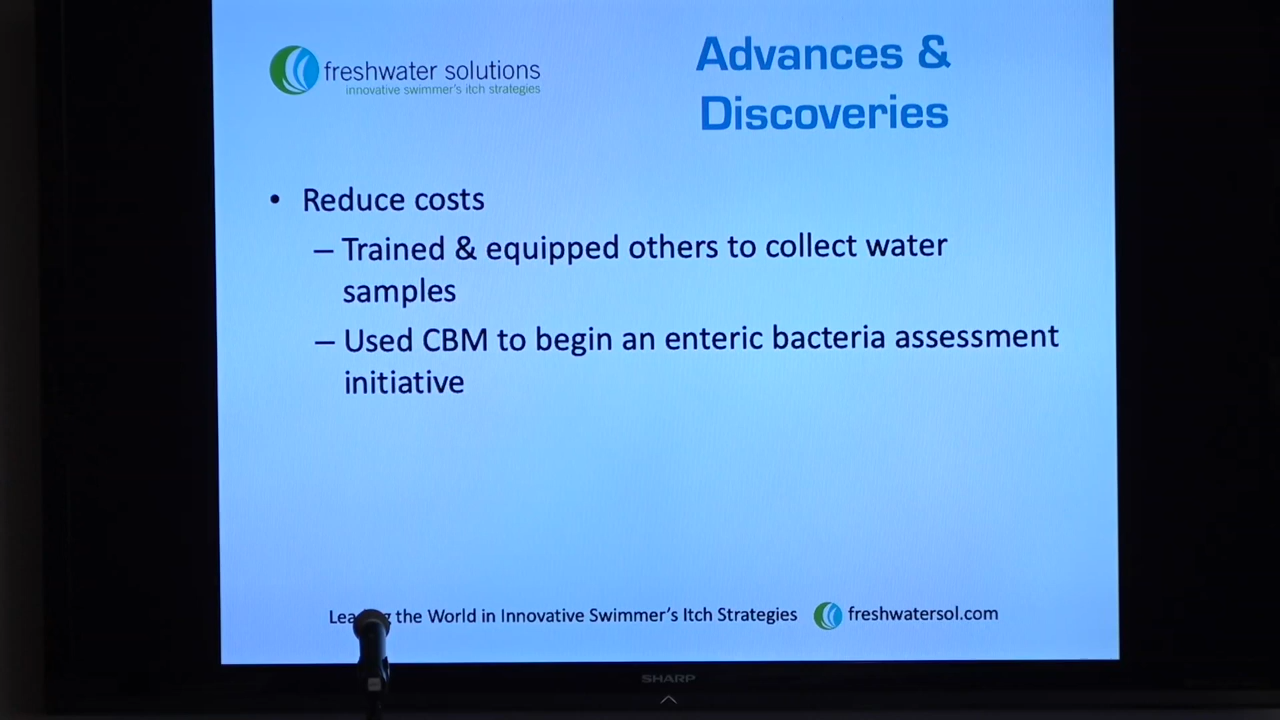 freshwater solutions
innovative swimmer's itch strategies
Advances &
Discoveries
• Reduce costs
– Trained & equipped others to collect water
samples
– Used CBM to begin an enteric bacteria assessment
initiative
the World in Innovative Swimmer's Itch Strategies
freshwatersol.com
SHARP